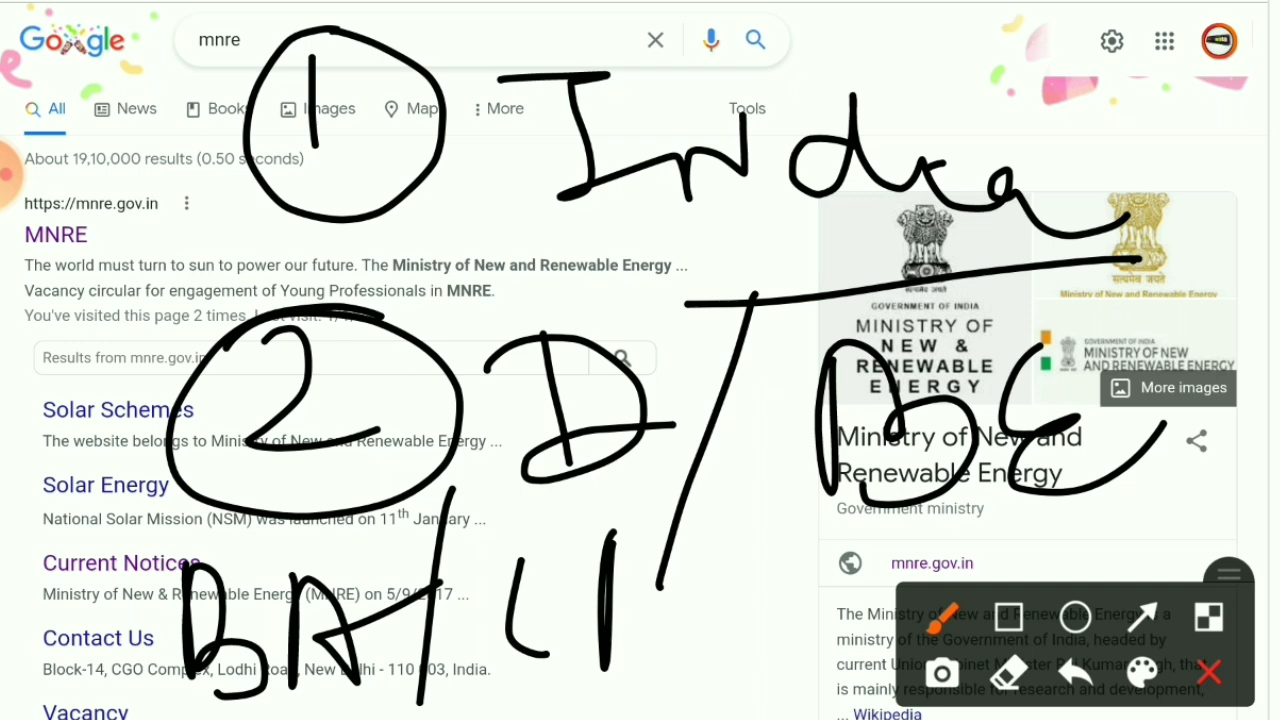 Google
mnre
All News Books Images Maps More Tools
About 19,10,000 results (0.50 seconds)
https://mnre.gov.in
MNRE
The world must turn to sun to power our future. The Ministry of New and Renewable Energy ...
Vacancy circular for engagement of Young Professionals in MNRE.
You've visited this page 2 times.
Results from mnre.gov.in
Solar Schemes
The website belongs to Ministry of New and Renewable Energy ...
Solar Energy
National Solar Mission (NSM) was launched on 11th January ...
Current Notices
Ministry of New & Renewable Energy (MNRE) on 5/9/2017 ...
Contact Us
Block-14, CGO Complex, Lodhi Road, New Delhi - 110 003, India.
Vacancy
1 India
2 D / BE
BA/
सत्यमेव जयते
GOVERNMENT OF INDIA
MINISTRY OF
NEW &
RENEWABLE
ENERGY
सत्यमेव जयते
Ministry of New and Renewable Energy
GOVERNMENT OF INDIA
MINISTRY OF NEW
AND RENEWABLE ENERGY
More images
Ministry of New and
Renewable Energy
Government ministry
mnre.gov.in
The Ministry of New and Renewable Energy is a
ministry of the Government of India, headed by
current Union Cabinet Minister Raj Kumar Singh, that
is mainly responsible for research and development,
... Wikipedia